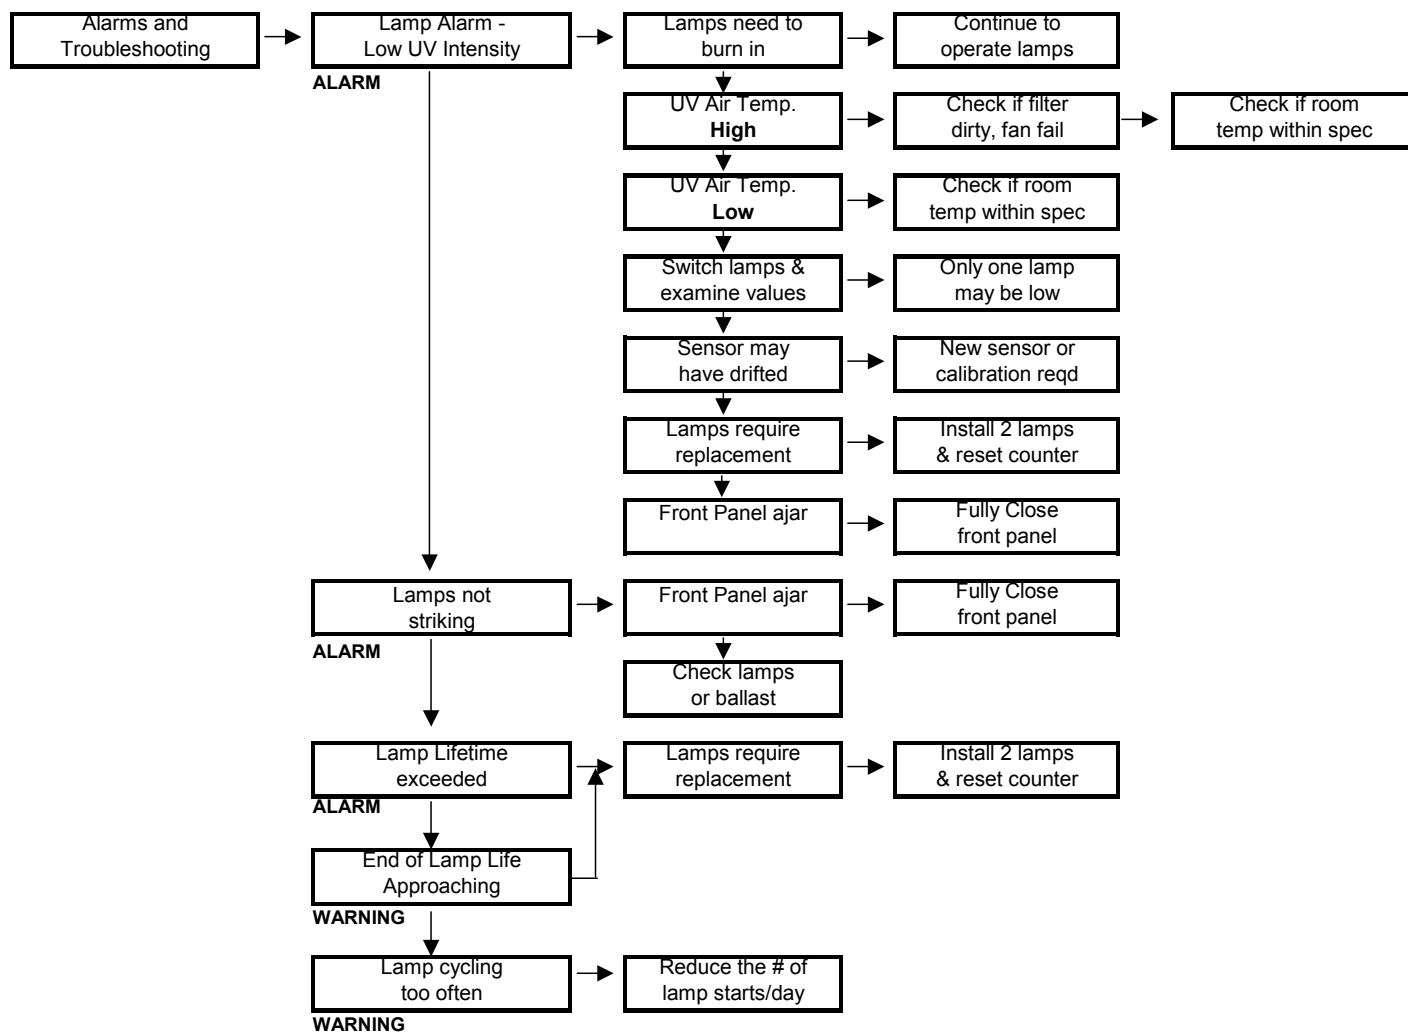 Alarms and
Troubleshooting
Lamp Alarm -
Low UV Intensity
ALARM
Lamps need to
burn in
Continue to
operate lamps
UV Air Temp.
High
Check if filter
dirty, fan fail
Check if room
temp within spec
UV Air Temp.
Low
Check if room
temp within spec
Switch lamps &
examine values
Only one lamp
may be low
Sensor may
have drifted
New sensor or
calibration reqd
Lamps require
replacement
Install 2 lamps
& reset counter
Front Panel ajar
Fully Close
front panel
Lamps not
striking
ALARM
Front Panel ajar
Fully Close
front panel
Check lamps
or ballast
Lamp Lifetime
exceeded
ALARM
Lamps require
replacement
Install 2 lamps
& reset counter
End of Lamp Life
Approaching
WARNING
Lamp cycling
too often
WARNING
Reduce the # of
lamp starts/day